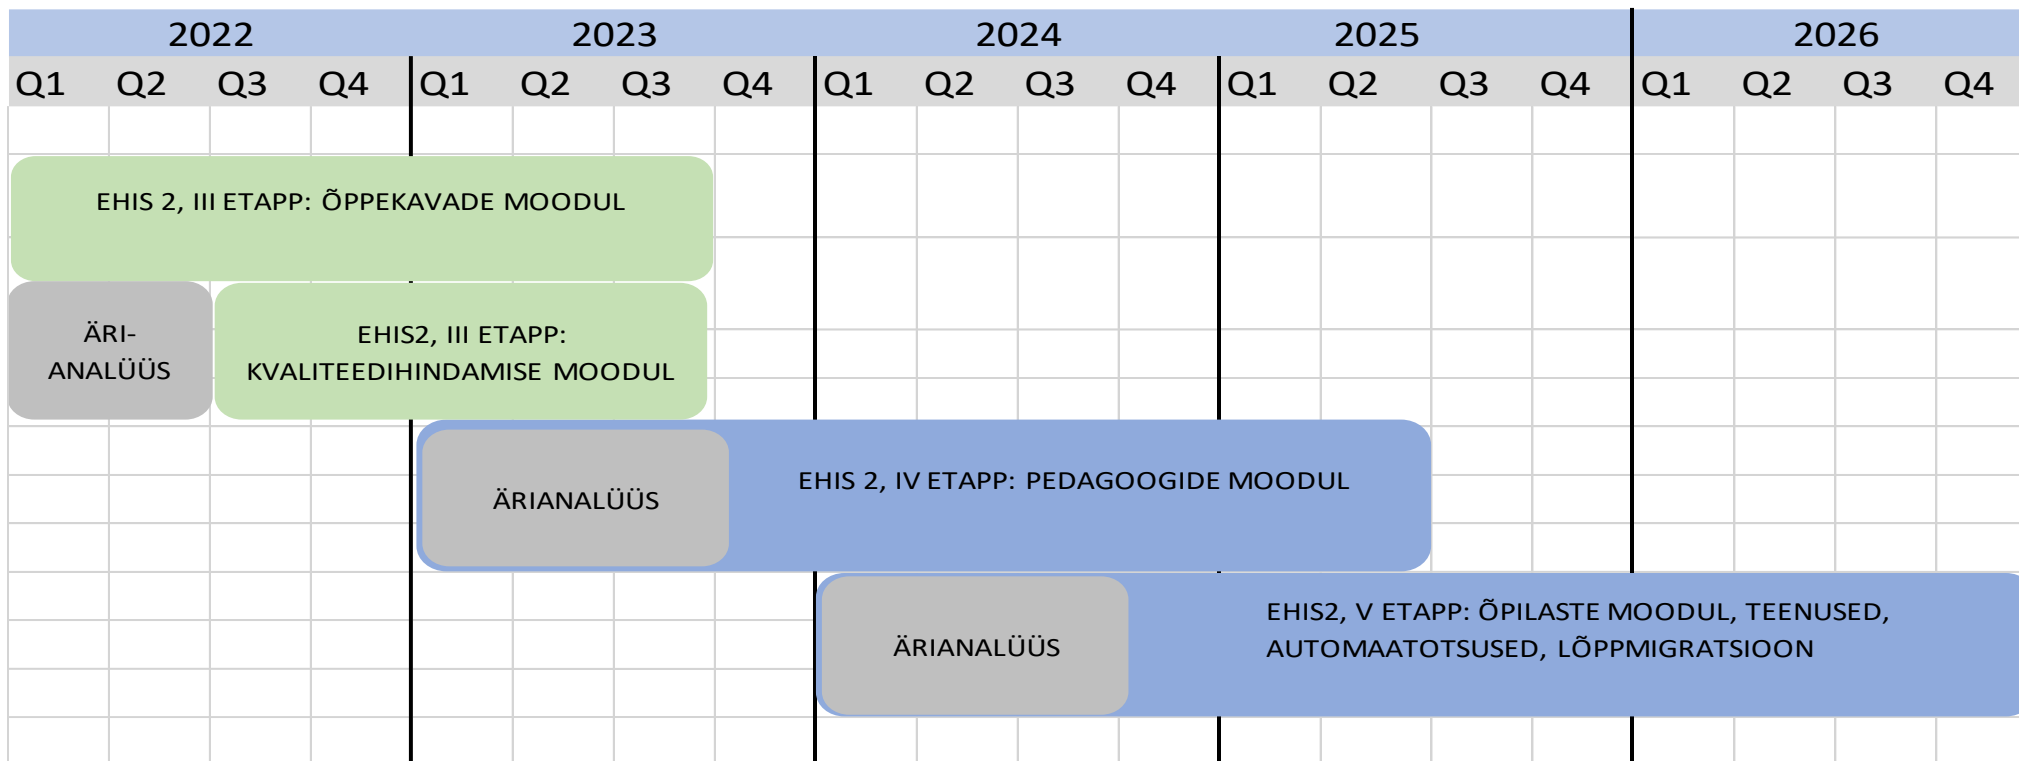 2022 2023 2024 2025 2026
Q1 Q2 Q3 Q4 Q1 Q2 Q3 Q4 Q1 Q2 Q3 Q4 Q1 Q2 Q3 Q4 Q1 Q2 Q3 Q4
EHIS 2, III ETAPP: ÕPPEKAVADE MOODUL
ÄRI-
ANALÜÜS
EHIS2, III ETAPP:
KVALITEEDIHINDAMISE MOODUL
ÄRIANALÜÜS
EHIS 2, IV ETAPP: PEDAGOOGIDE MOODUL
ÄRIANALÜÜS
EHIS2, V ETAPP: ÕPILASTE MOODUL, TEENUSED,
AUTOMAATOTSUSED, LÕPPMIGRATSIOON